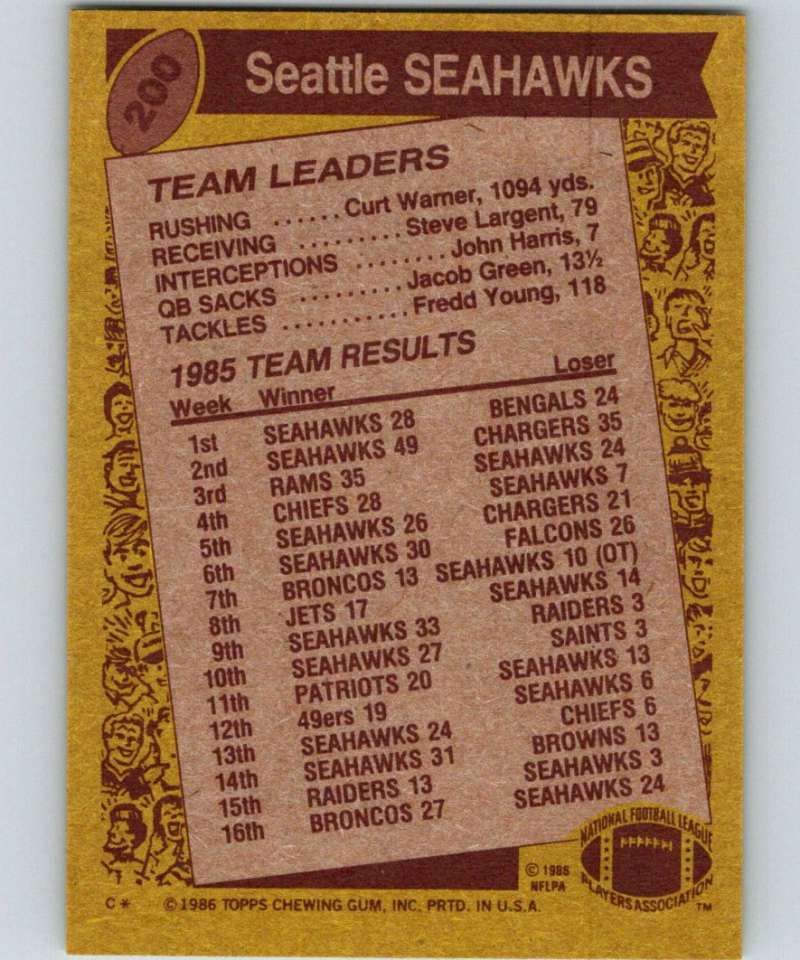 200
Seattle SEAHAWKS
TEAM LEADERS
RUSHING ...... Curt Warner, 1094 yds.
RECEIVING ......... Steve Largent, 79
INTERCEPTIONS ........ John Harris, 7
QB SACKS ......... Jacob Green, 13½
TACKLES ........... Fredd Young, 118
1985 TEAM RESULTS
Week Winner Loser
1st SEAHAWKS 28 BENGALS 24
2nd SEAHAWKS 49 CHARGERS 35
3rd RAMS 35 SEAHAWKS 24
4th CHIEFS 28 SEAHAWKS 7
5th SEAHAWKS 26 CHARGERS 21
6th SEAHAWKS 30 FALCONS 26
7th BRONCOS 13 SEAHAWKS 10 (OT)
8th JETS 17 SEAHAWKS 14
9th SEAHAWKS 33 RAIDERS 3
10th SEAHAWKS 27 SAINTS 3
11th PATRIOTS 20 SEAHAWKS 13
12th 49ers 19 SEAHAWKS 6
13th SEAHAWKS 24 CHIEFS 6
14th SEAHAWKS 31 BROWNS 13
15th RAIDERS 13 SEAHAWKS 3
16th BRONCOS 27 SEAHAWKS 24
NATIONAL FOOTBALL LEAGUE
PLAYERS ASSOCIATION
TM
© 1986
NFLPA
C * © 1986 TOPPS CHEWING GUM, INC. PRTD. IN U.S.A.